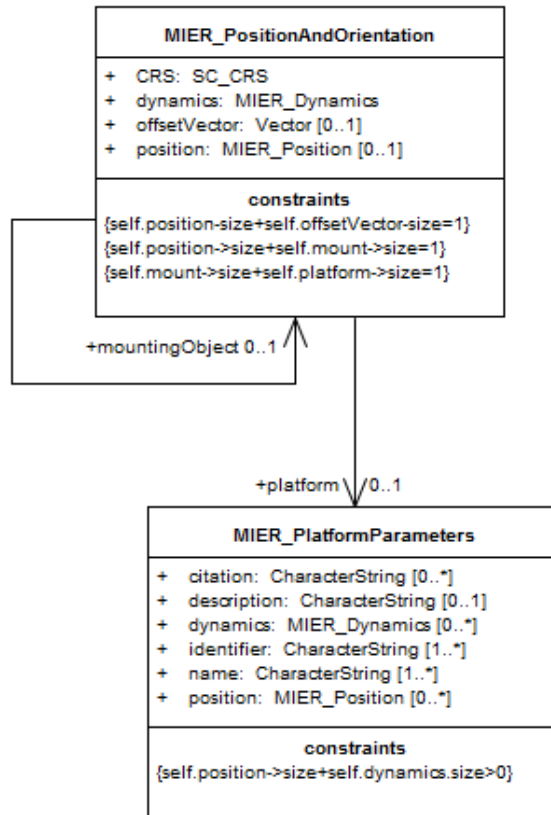 MIER_PositionAndOrientation
+ CRS: SC_CRS
+ dynamics: MIER_Dynamics
+ offsetVector: Vector [0..1]
+ position: MIER_Position [0..1]
constraints
{self.position-size+self.offsetVector-size=1}
{self.position->size+self.mount->size=1}
{self.mount->size+self.platform->size=1}
+mountingObject 0..1
+platform 0..1
MIER_PlatformParameters
+ citation: CharacterString [0..*]
+ description: CharacterString [0..1]
+ dynamics: MIER_Dynamics [0..*]
+ identifier: CharacterString [1..*]
+ name: CharacterString [1..*]
+ position: MIER_Position [0..*]
constraints
{self.position->size+self.dynamics.size>0}